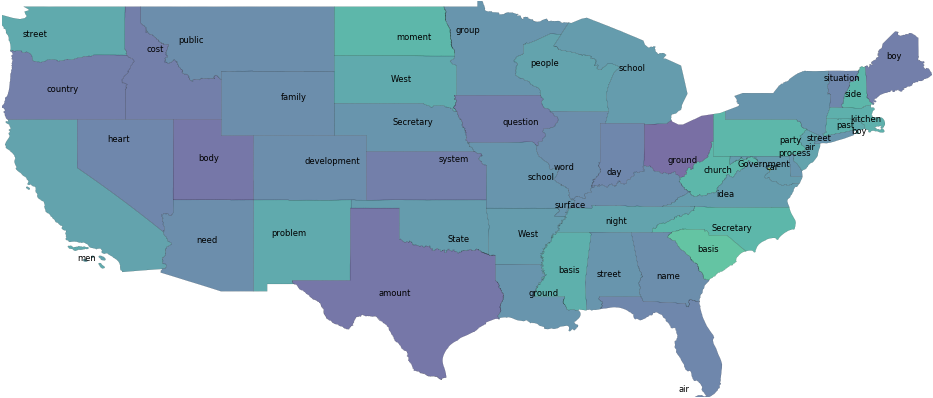 street
cost
public
moment
group
people
school
boy
country
family
West
situation
side
heart
Secretary
question
kitchen
past
boy
street
party
air
process
body
development
system
school
word
day
ground
church
Government
car
idea
surface
need
problem
State
West
night
Secretary
basis
men
amount
ground
basis
street
name
air